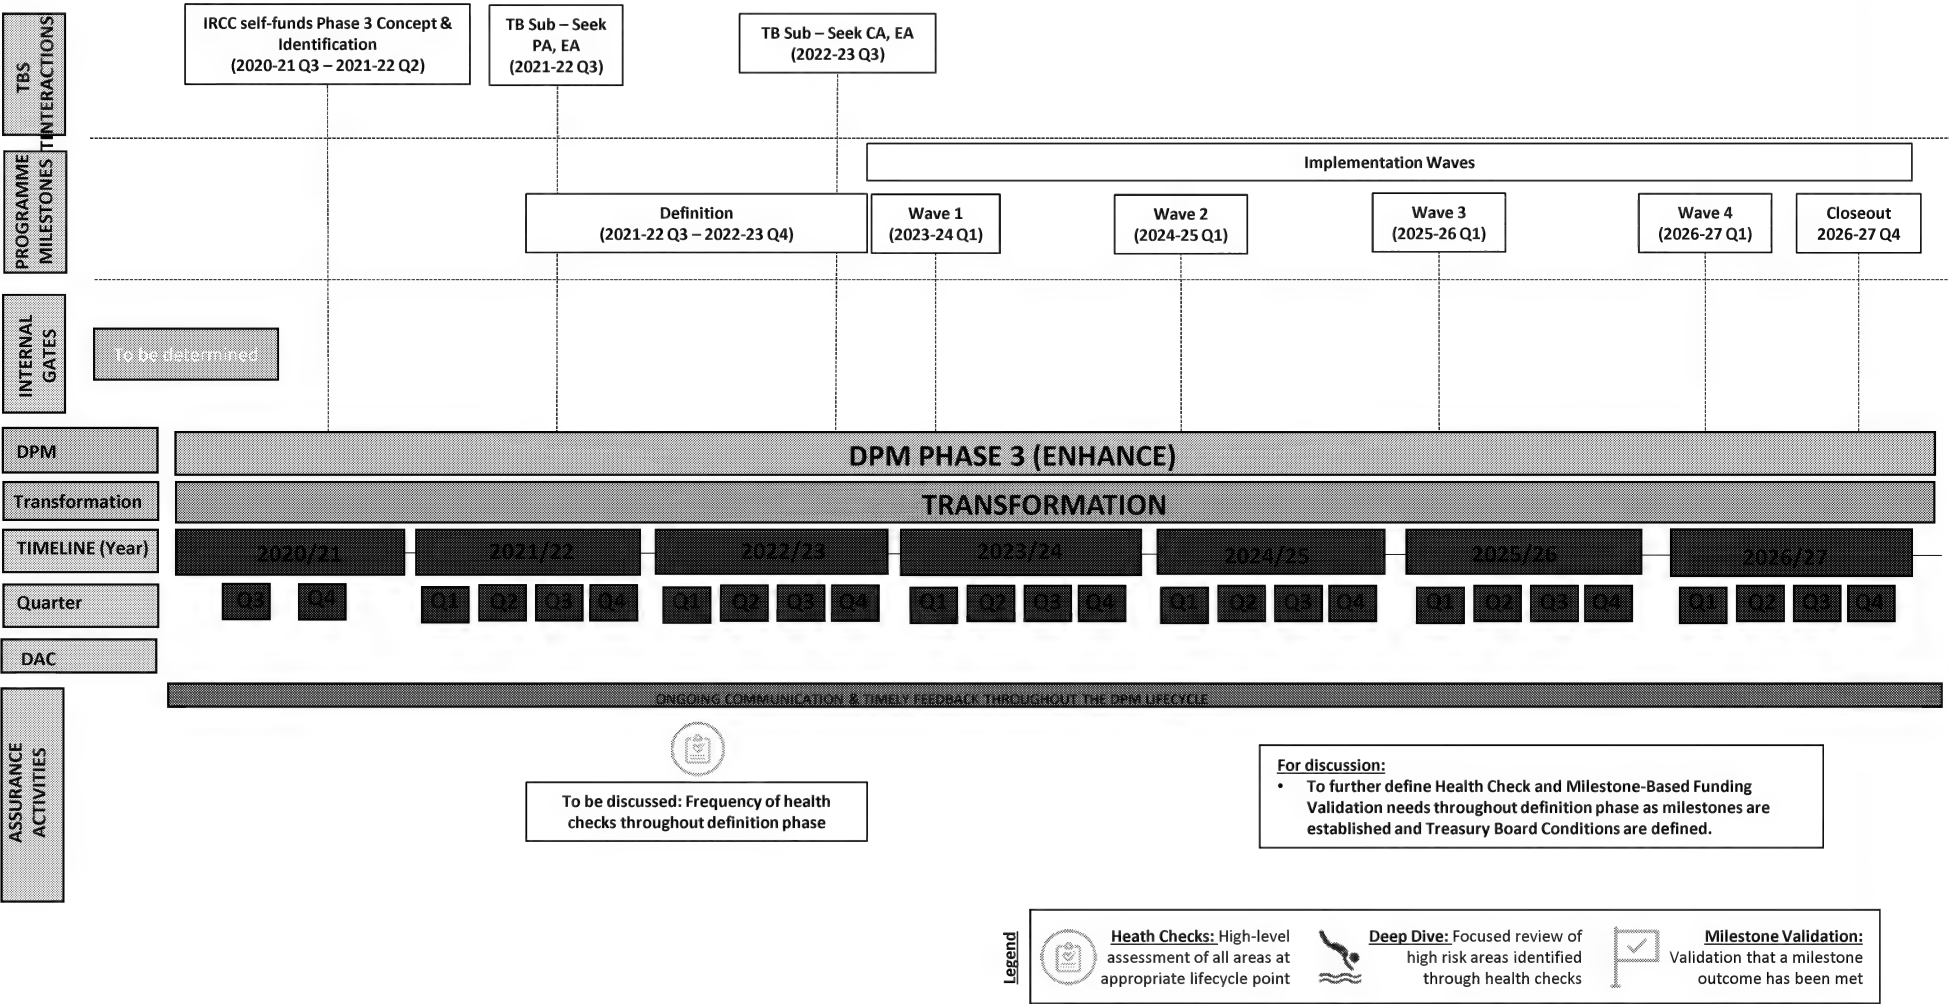 TBS
INTERACTIONS
IRCC self-funds Phase 3 Concept &
Identification
(2020-21 Q3 – 2021-22 Q2)
TB Sub – Seek
PA, EA
(2021-22 Q3)
TB Sub – Seek CA, EA
(2022-23 Q3)
PROGRAMME
MILESTONES
Implementation Waves
Definition
(2021-22 Q3 – 2022-23 Q4)
Wave 1
(2023-24 Q1)
Wave 2
(2024-25 Q1)
Wave 3
(2025-26 Q1)
Wave 4
(2026-27 Q1)
Closeout
2026-27 Q4
INTERNAL
GATES
To be determined
DPM
DPM PHASE 3 (ENHANCE)
Transformation
TRANSFORMATION
TIMELINE (Year)
2020/21 2021/22 2022/23 2023/24 2024/25 2025/26 2026/27
Quarter
Q3 Q4 Q1 Q2 Q3 Q4 Q1 Q2 Q3 Q4 Q1 Q2 Q3 Q4 Q1 Q2 Q3 Q4 Q1 Q2 Q3 Q4 Q1 Q2 Q3 Q4
DAC
ONGOING COMMUNICATION & TIMELY FEEDBACK THROUGHOUT THE DPM LIFECYCLE
ASSURANCE
ACTIVITIES
To be discussed: Frequency of health
checks throughout definition phase
For discussion:
• To further define Health Check and Milestone-Based Funding
Validation needs throughout definition phase as milestones are
established and Treasury Board Conditions are defined.
Legend
Heath Checks: High-level
assessment of all areas at
appropriate lifecycle point
Deep Dive: Focused review of
high risk areas identified
through health checks
Milestone Validation:
Validation that a milestone
outcome has been met